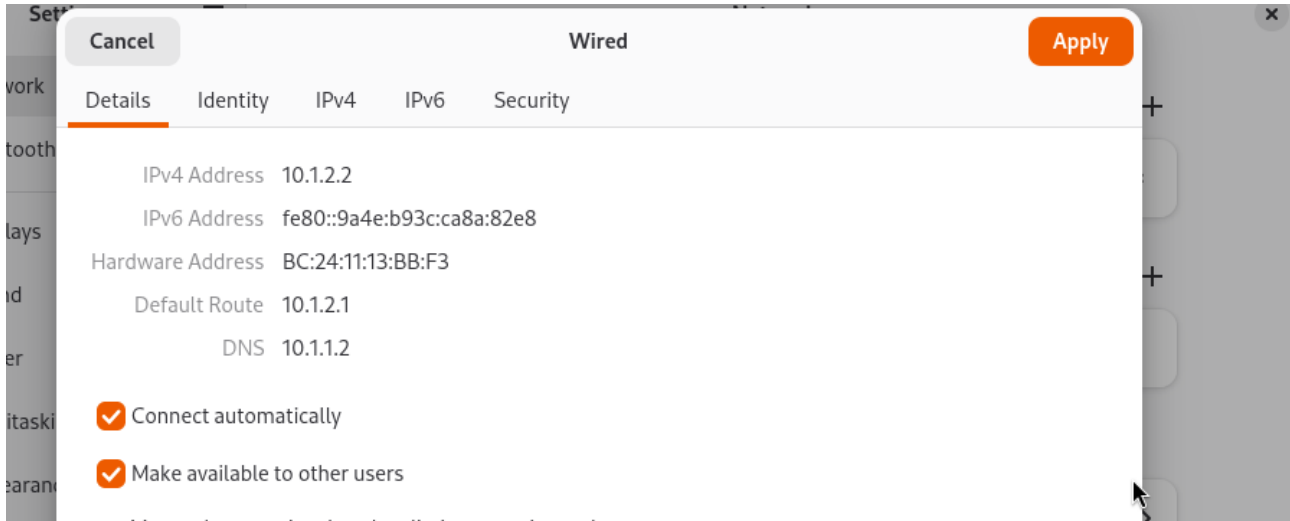 Cancel
Wired
Apply
Details Identity IPv4 IPv6 Security
IPv4 Address 10.1.2.2
IPv6 Address fe80::9a4e:b93c:ca8a:82e8
Hardware Address BC:24:11:13:BB:F3
Default Route 10.1.2.1
DNS 10.1.1.2
Connect automatically
Make available to other users